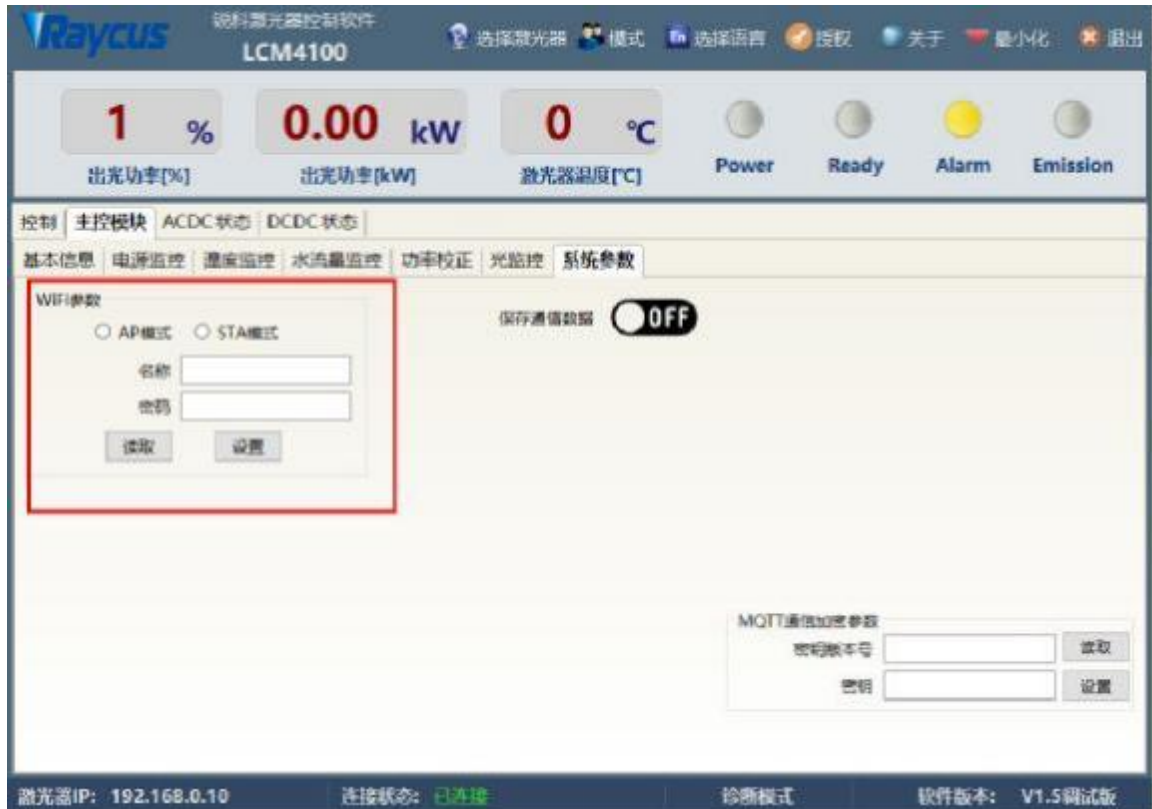 Raycus
锐科激光器控制软件
LCM4100
选择激光器 模式 En 选择语言 授权 关于 最小化 退出
1 % 0.00 kW 0 ℃
出光功率[%] 出光功率[kW] 激光器温度[℃] Power Ready Alarm Emission
控制 主控模块 ACDC状态 DCDC状态
基本信息 电源监控 温度监控 水流量监控 功率校正 光监控 系统参数
WIFI参数
AP模式 STA模式
名称
密码
读取 设置
保存通信数据 OFF
MQTT通信加密参数
密钥版本号 读取
密钥 设置
激光器IP: 192.168.0.10 连接状态: 已连接 诊断模式 软件版本: V1.5调试版